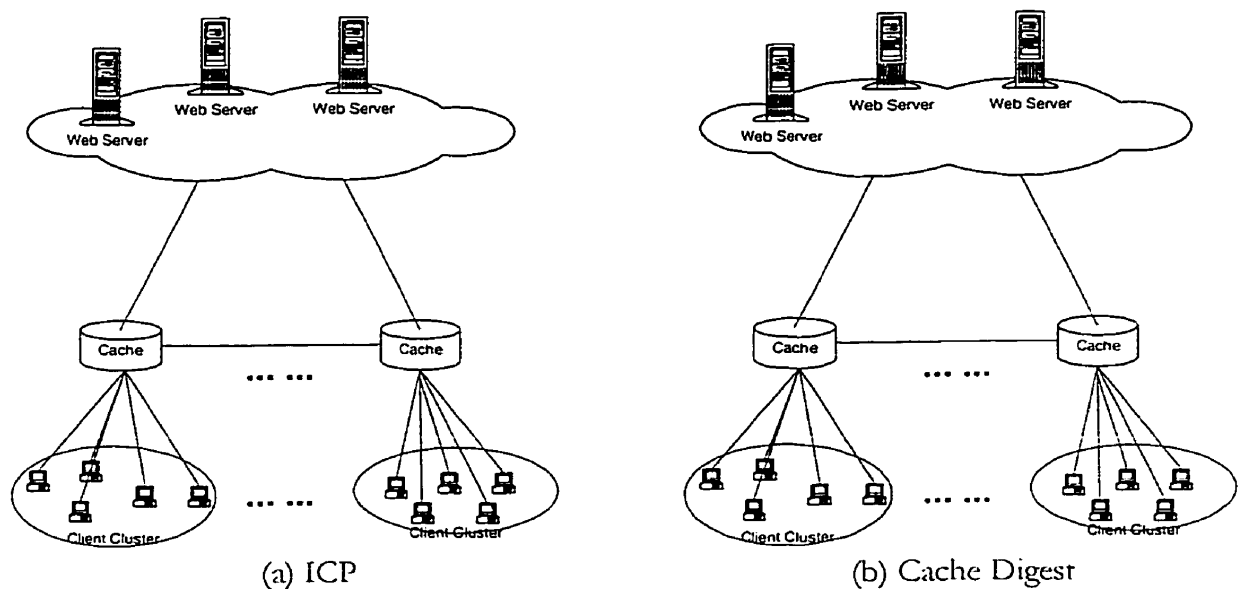 Web Server
Web Server
Web Server
Cache
Cache
Client Cluster
Client Cluster
(a) ICP
Web Server
Web Server
Web Server
Cache
Cache
Client Cluster
Client Cluster
(b) Cache Digest